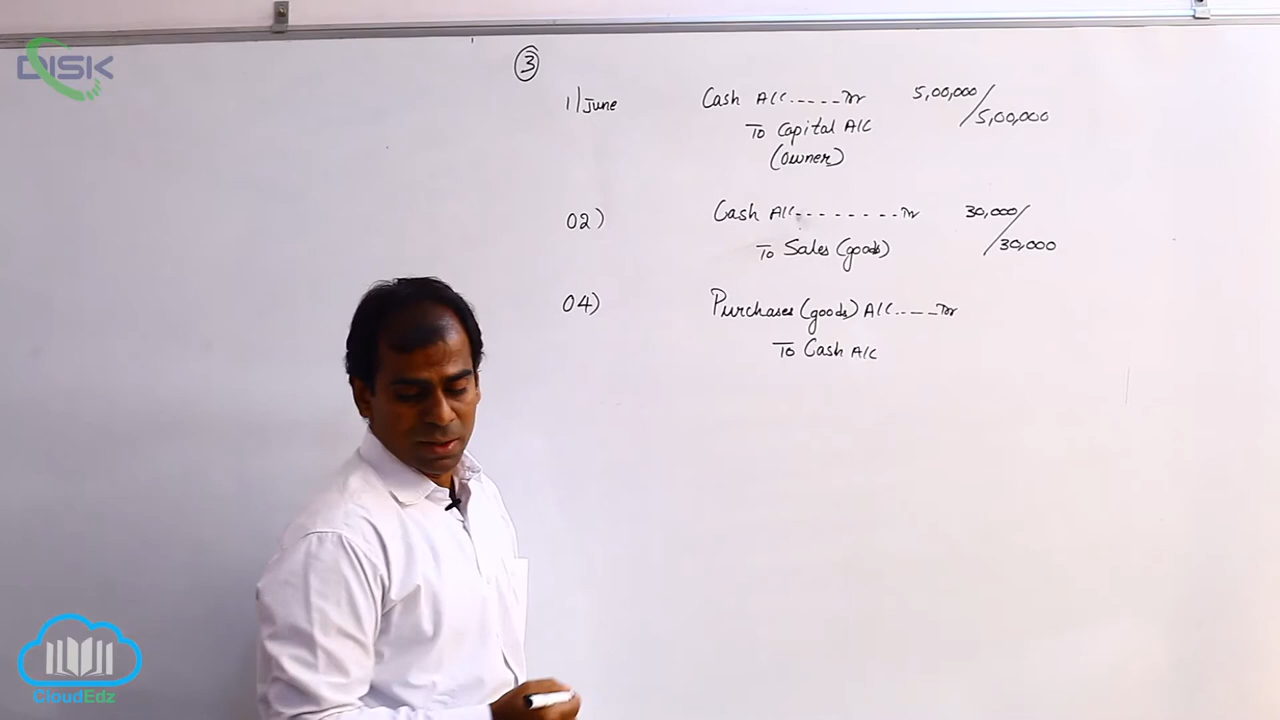 DISK
3
1/June Cash A/C.....Dr 5,00,000/
To Capital A/C /5,00,000
(Owner)
02) Cash A/C--------Dr 30,000/
To Sales (goods) /30,000
04) Purchases (goods) A/C.----Dr
To Cash A/C
CloudEdz